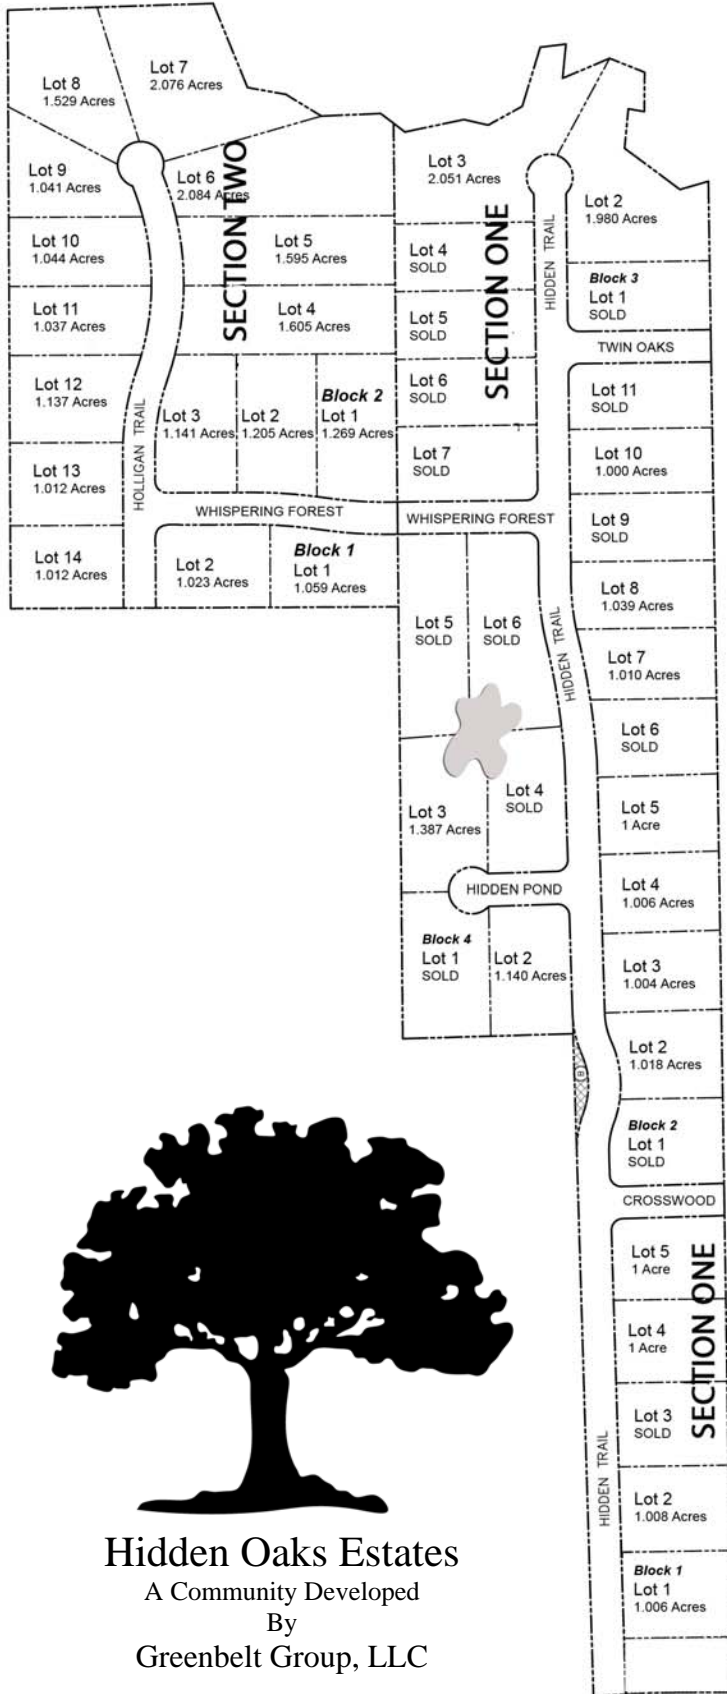 Lot 7
2.076 Acres
Lot 8
1.529 Acres
Lot 9
1.041 Acres
Lot 6
2.084 Acres
SECTION TWO
Lot 10
1.044 Acres
Lot 5
1.595 Acres
Lot 11
1.037 Acres
Lot 4
1.605 Acres
Lot 12
1.137 Acres
HOLLIGAN TRAIL
Lot 3
1.141 Acres
Lot 2
1.205 Acres
Block 2
Lot 1
1.269 Acres
Lot 13
1.012 Acres
WHISPERING FOREST
Lot 14
1.012 Acres
Lot 2
1.023 Acres
Block 1
Lot 1
1.059 Acres
Lot 3
2.051 Acres
Lot 2
1.980 Acres
SECTION ONE
HIDDEN TRAIL
Lot 4
SOLD
Block 3
Lot 1
SOLD
Lot 5
SOLD
TWIN OAKS
Lot 6
SOLD
Lot 11
SOLD
Lot 7
SOLD
Lot 10
1.000 Acres
WHISPERING FOREST
Lot 9
SOLD
Lot 8
1.039 Acres
Lot 5
SOLD
Lot 6
SOLD
HIDDEN TRAIL
Lot 7
1.010 Acres
Lot 6
SOLD
Lot 3
1.387 Acres
Lot 4
SOLD
Lot 5
1 Acre
HIDDEN POND
Lot 4
1.006 Acres
Block 4
Lot 1
SOLD
Lot 2
1.140 Acres
Lot 3
1.004 Acres
Lot 2
1.018 Acres
Block 2
Lot 1
SOLD
CROSSWOOD
Lot 5
1 Acre
SECTION ONE
Lot 4
1 Acre
Lot 3
SOLD
HIDDEN TRAIL
Lot 2
1.008 Acres
Block 1
Lot 1
1.006 Acres
Hidden Oaks Estates
A Community Developed
By
Greenbelt Group, LLC